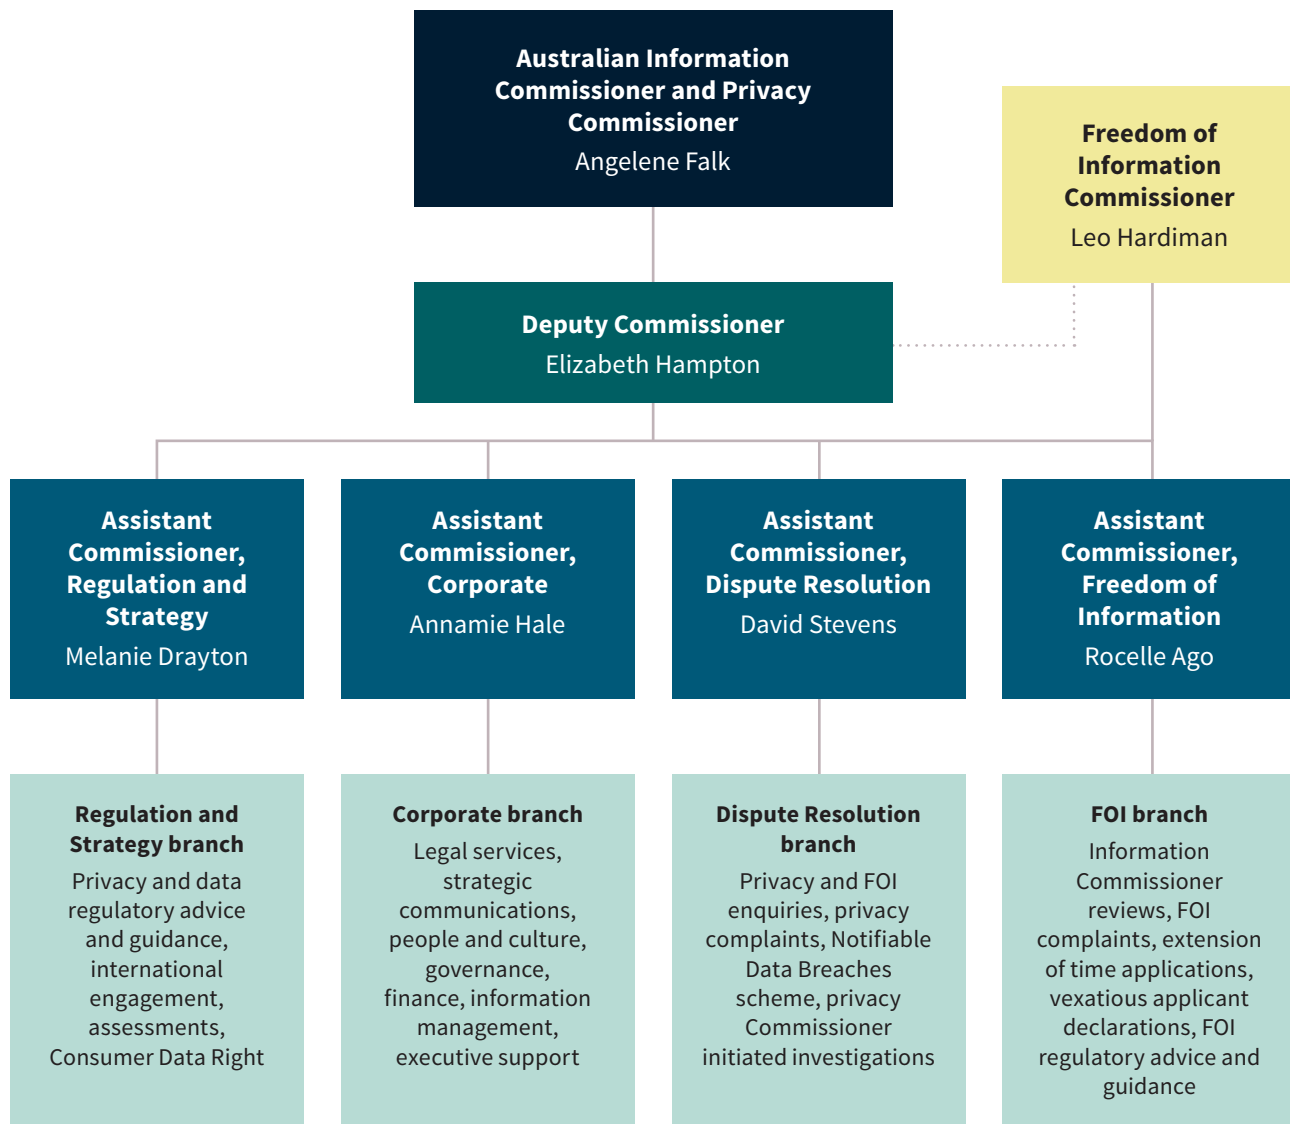 Australian Information
Commissioner and Privacy
Commissioner
Angelene Falk
Freedom of
Information
Commissioner
Leo Hardiman
Deputy Commissioner
Elizabeth Hampton
Assistant
Commissioner,
Regulation and
Strategy
Melanie Drayton
Assistant
Commissioner,
Corporate
Annamie Hale
Assistant
Commissioner,
Dispute Resolution
David Stevens
Assistant
Commissioner,
Freedom of
Information
Rocelle Ago
Regulation and
Strategy branch
Privacy and data
regulatory advice
and guidance,
international
engagement,
assessments,
Consumer Data Right
Corporate branch
Legal services,
strategic
communications,
people and culture,
governance,
finance, information
management,
executive support
Dispute Resolution
branch
Privacy and FOI
enquiries, privacy
complaints, Notifiable
Data Breaches
scheme, privacy
Commissioner
initiated investigations
FOI branch
Information
Commissioner
reviews, FOI
complaints, extension
of time applications,
vexatious applicant
declarations, FOI
regulatory advice and
guidance